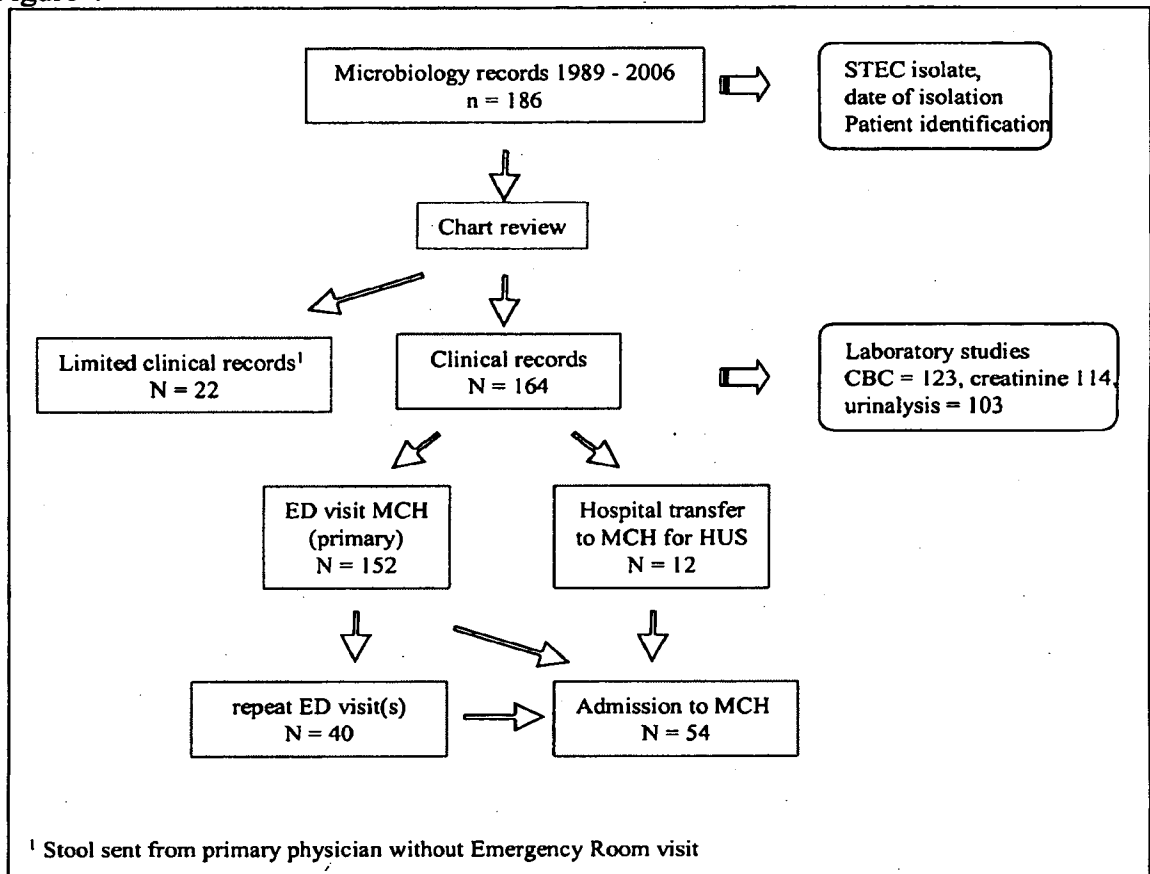 Microbiology records 1989 - 2006
n = 186
STEC isolate,
date of isolation
Patient identification
Chart review
Limited clinical records¹
N = 22
Clinical records
N = 164
Laboratory studies
CBC = 123, creatinine 114,
urinalysis = 103
ED visit MCH
(primary)
N = 152
Hospital transfer
to MCH for HUS
N = 12
repeat ED visit(s)
N = 40
Admission to MCH
N = 54
¹ Stool sent from primary physician without Emergency Room visit